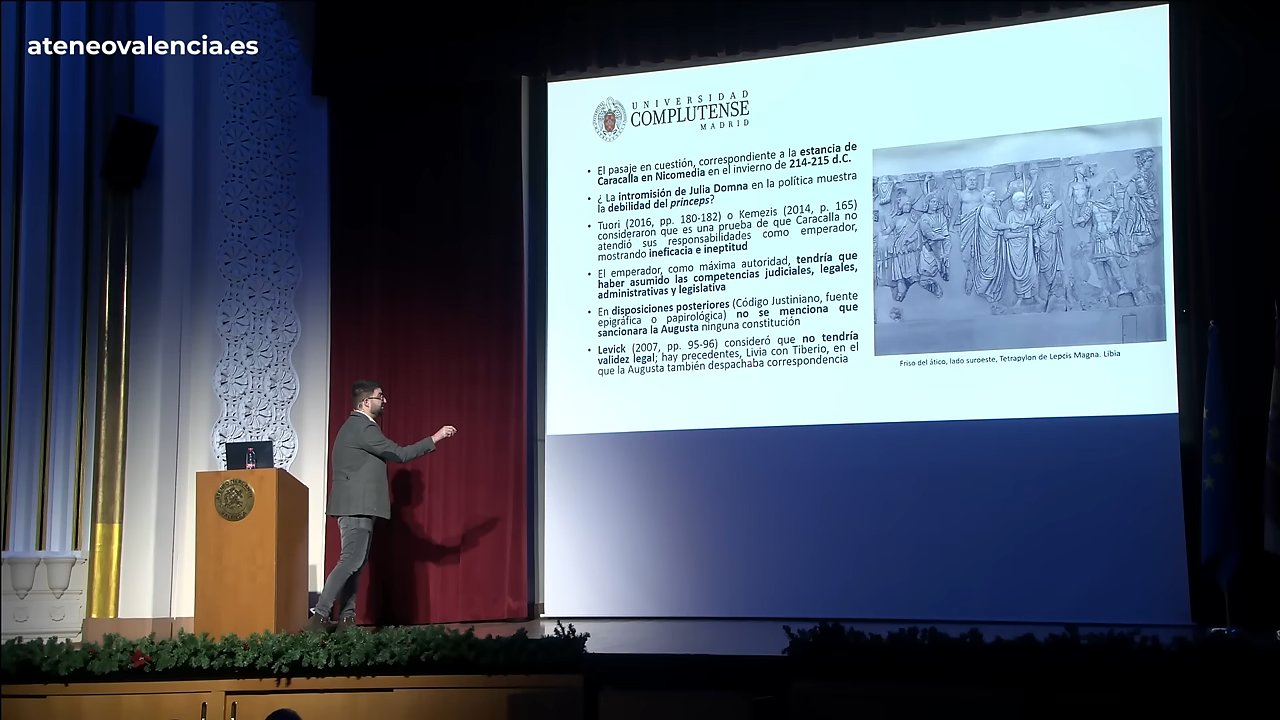 ateneovalencia.es
UNIVERSIDAD
COMPLUTENSE
MADRID
• El pasaje en cuestión, correspondiente a la estancia de
Caracalla en Nicomedia en el invierno de 214-215 d.C.
• ¿ La intromisión de Julia Domna en la política muestra
la debilidad del princeps?
• Tuori (2016, pp. 180-182) o Kemezis (2014, p. 165)
consideraron que es una prueba de que Caracalla no
atendió sus responsabilidades como emperador,
mostrando ineficacia e ineptitud
• El emperador, como máxima autoridad, tendría que
haber asumido las competencias judiciales, legales,
administrativas y legislativa
• En disposiciones posteriores (Código Justiniano, fuente
epigráfica o papirológica) no se menciona que
sancionara la Augusta ninguna constitución
• Levick (2007, pp. 95-96) consideró que no tendría
validez legal; hay precedentes, Livia con Tiberio, en el
que la Augusta también despachaba correspondencia
Friso del ático, lado suroeste, Tetrapylon de Lepcis Magna. Libia